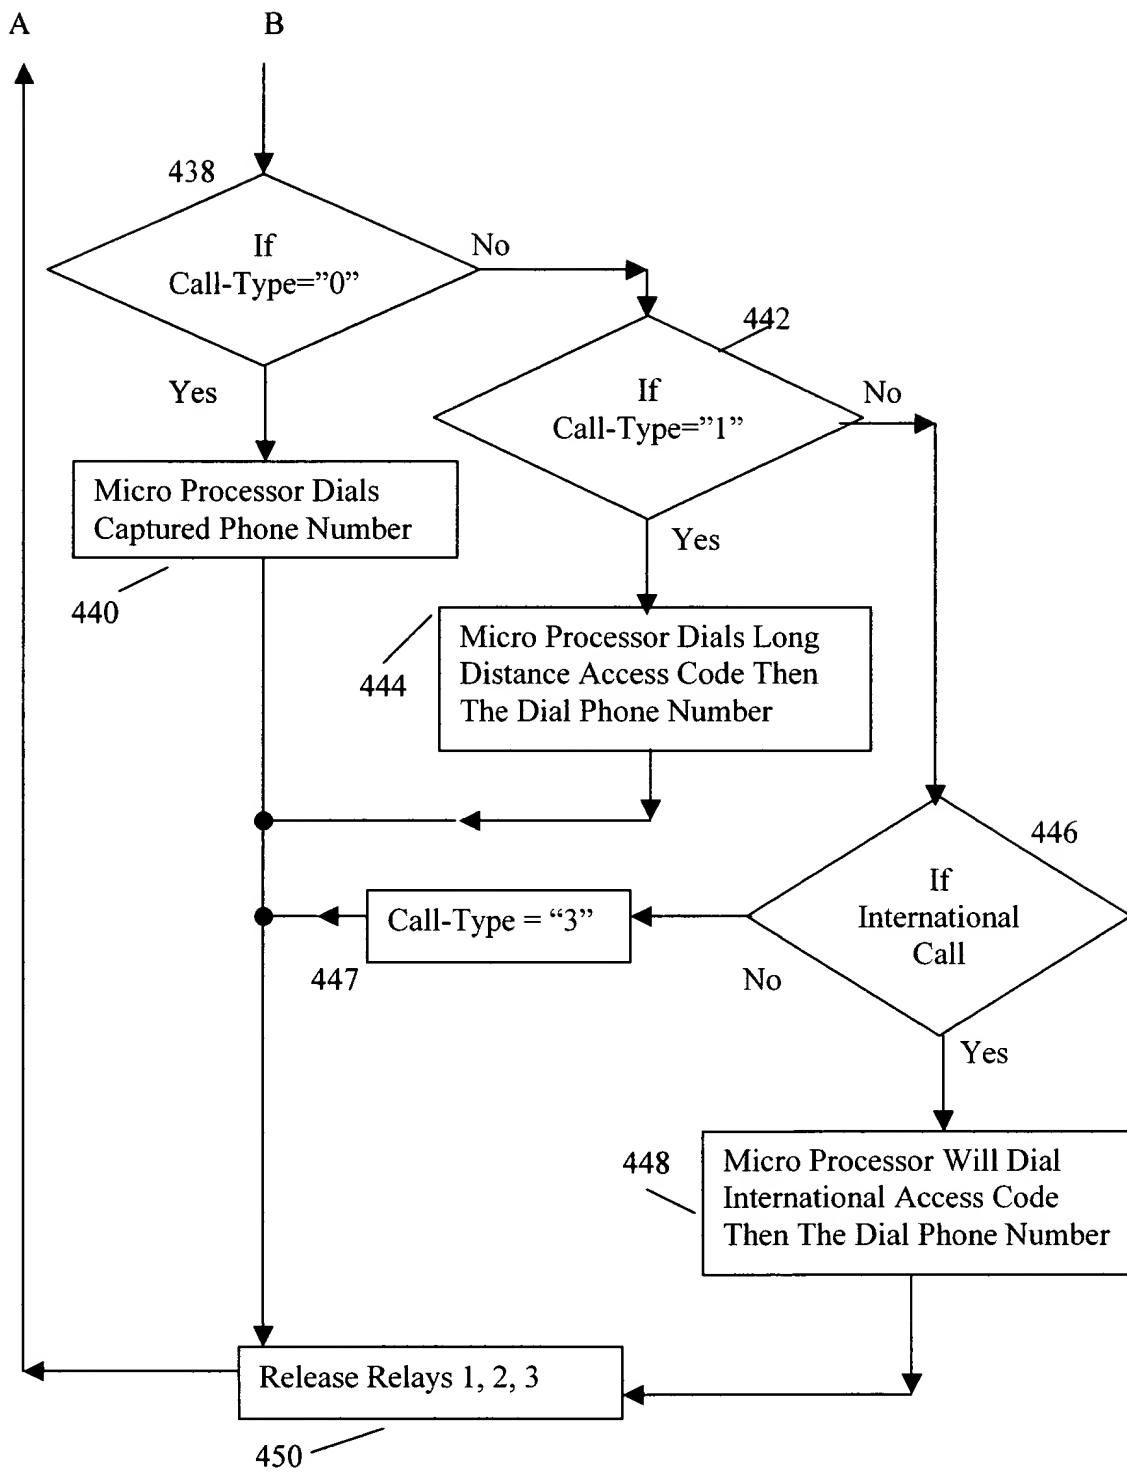 A
B
438
If
Call-Type=”0”
No
442
If
Call-Type=”1”
No
Yes
Micro Processor Dials
Captured Phone Number
440
Yes
444
Micro Processor Dials Long
Distance Access Code Then
The Dial Phone Number
446
If
International
Call
Call-Type = “3”
447
No
Yes
448
Micro Processor Will Dial
International Access Code
Then The Dial Phone Number
Release Relays 1, 2, 3
450